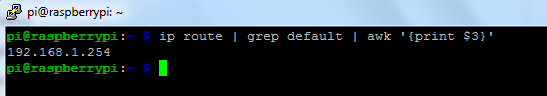 pi@raspberrypi: ~
pi@raspberrypi:~ $ ip route | grep default | awk '{print $3}'
192.168.1.254
pi@raspberrypi:~ $